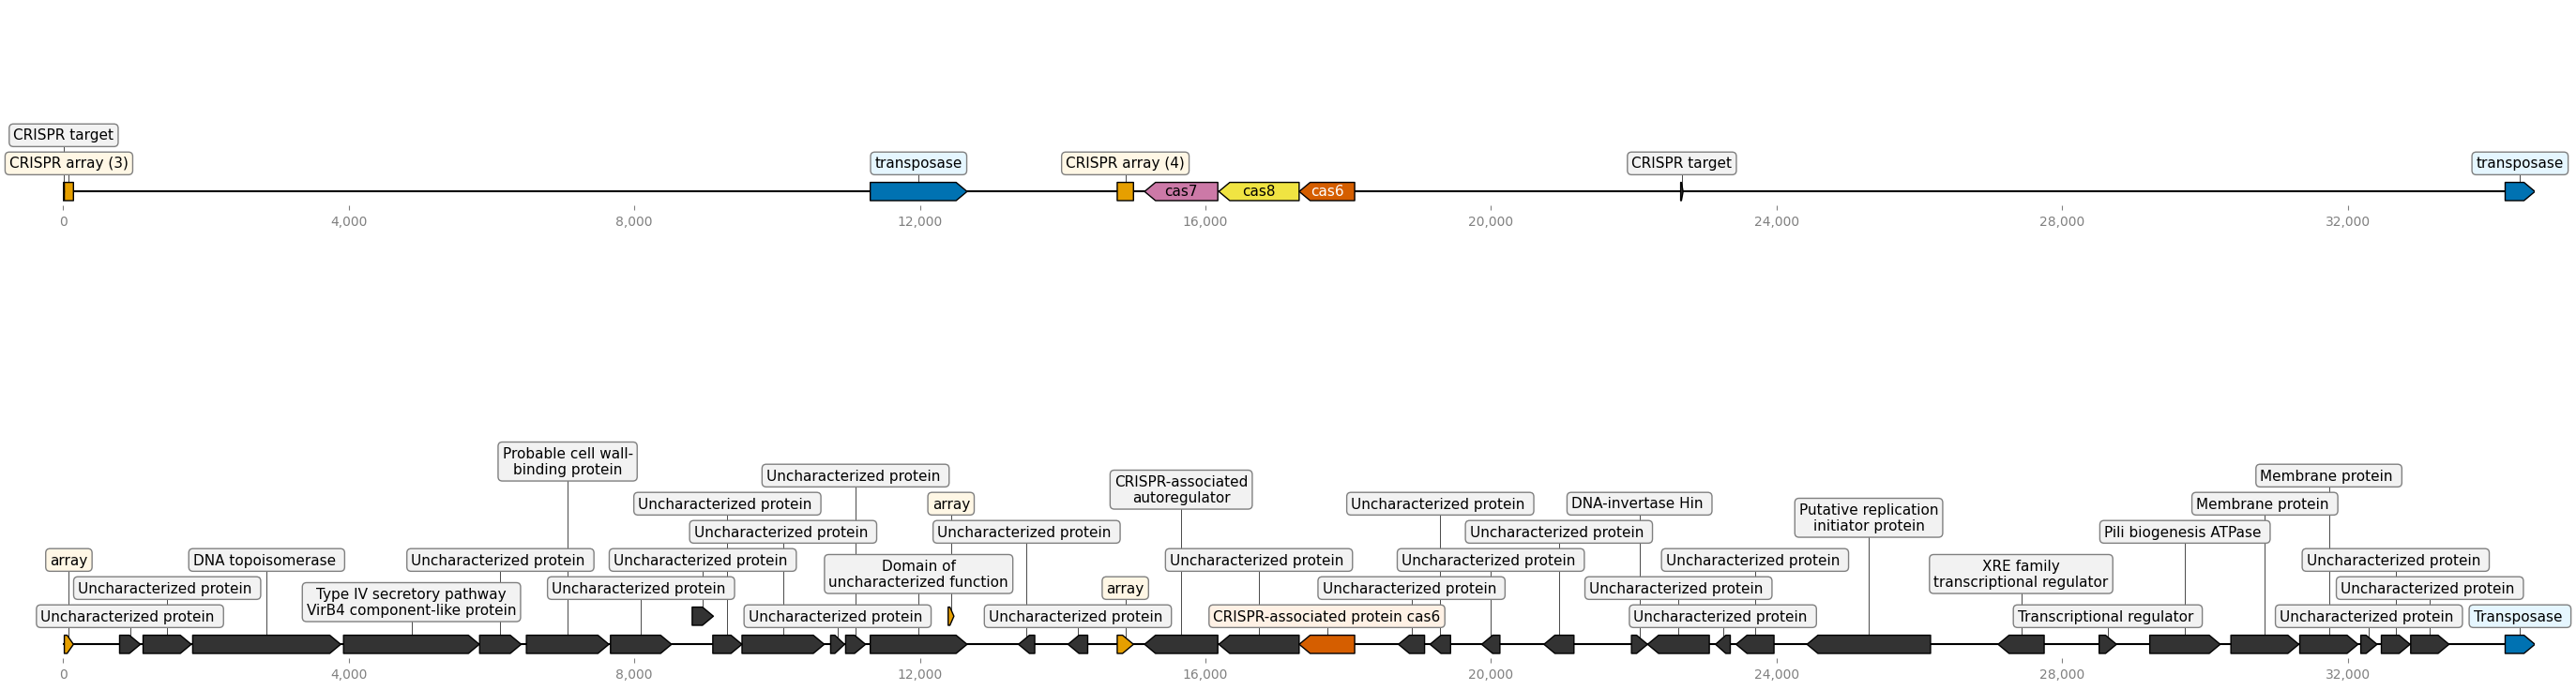 CRISPR target
CRISPR array (3)
transposase
CRISPR array (4)
CRISPR target
transposase
cas7
cas8
cas6
0
4,000
8,000
12,000
16,000
20,000
24,000
28,000
32,000
Probable cell wall-
binding protein
Uncharacterized protein
CRISPR-associated
autoregulator
Membrane protein
Uncharacterized protein
array
Uncharacterized protein
DNA-invertase Hin
Putative replication
initiator protein
Membrane protein
Uncharacterized protein
Uncharacterized protein
Uncharacterized protein
Pili biogenesis ATPase
array
DNA topoisomerase
Uncharacterized protein
Uncharacterized protein
Domain of
uncharacterized function
Uncharacterized protein
Uncharacterized protein
Uncharacterized protein
XRE family
transcriptional regulator
Uncharacterized protein
Uncharacterized protein
Type IV secretory pathway
VirB4 component-like protein
Uncharacterized protein
array
Uncharacterized protein
Uncharacterized protein
Uncharacterized protein
Uncharacterized protein
Uncharacterized protein
Uncharacterized protein
CRISPR-associated protein cas6
Uncharacterized protein
Transcriptional regulator
Uncharacterized protein
Transposase
0
4,000
8,000
12,000
16,000
20,000
24,000
28,000
32,000